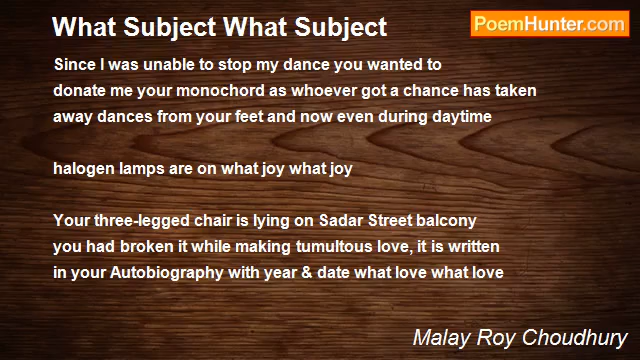 What Subject What Subject
PoemHunter.com
Since I was unable to stop my dance you wanted to
donate me your monochord as whoever got a chance has taken
away dances from your feet and now even during daytime
halogen lamps are on what joy what joy
Your three-legged chair is lying on Sadar Street balcony
you had broken it while making tumultous love, it is written
in your Autobiography with year & date what love what love
Malay Roy Choudhury